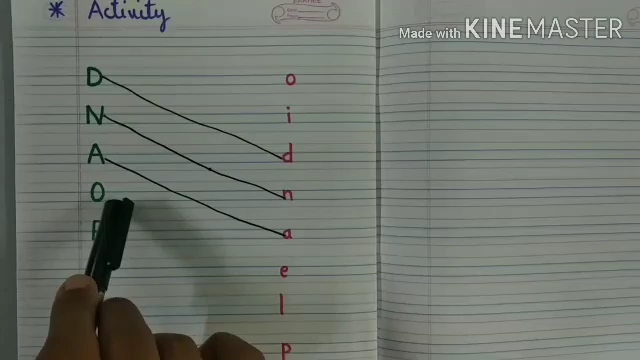 Made with KINEMASTER
* Activity
D o
N i
A d
O n
a
e
l
p